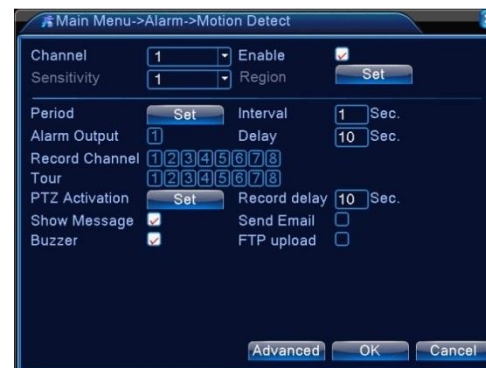 Main Menu->Alarm->Motion Detect
Channel 1 Enable
Sensitivity 1 Region Set
Period Set Interval 1 Sec.
Alarm Output 1 Delay 10 Sec.
Record Channel 1 2 3 4 5 6 7 8
Tour 1 2 3 4 5 6 7 8
PTZ Activation Set Record delay 10 Sec.
Show Message Send Email
Buzzer FTP upload
Advanced OK Cancel